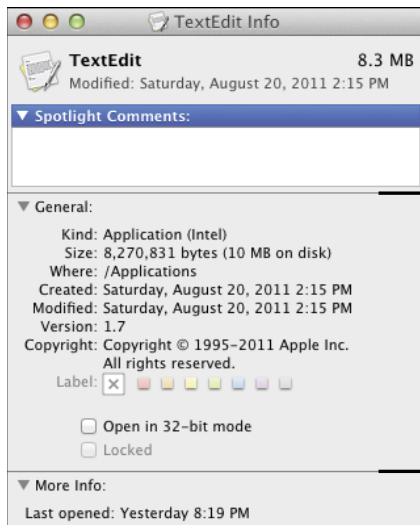 TextEdit Info
TextEdit 8.3 MB
Modified: Saturday, August 20, 2011 2:15 PM
Spotlight Comments:
General:
Kind: Application (Intel)
Size: 8,270,831 bytes (10 MB on disk)
Where: /Applications
Created: Saturday, August 20, 2011 2:15 PM
Modified: Saturday, August 20, 2011 2:15 PM
Version: 1.7
Copyright: Copyright © 1995-2011 Apple Inc.
All rights reserved.
Label:
Open in 32-bit mode
Locked
More Info:
Last opened: Yesterday 8:19 PM